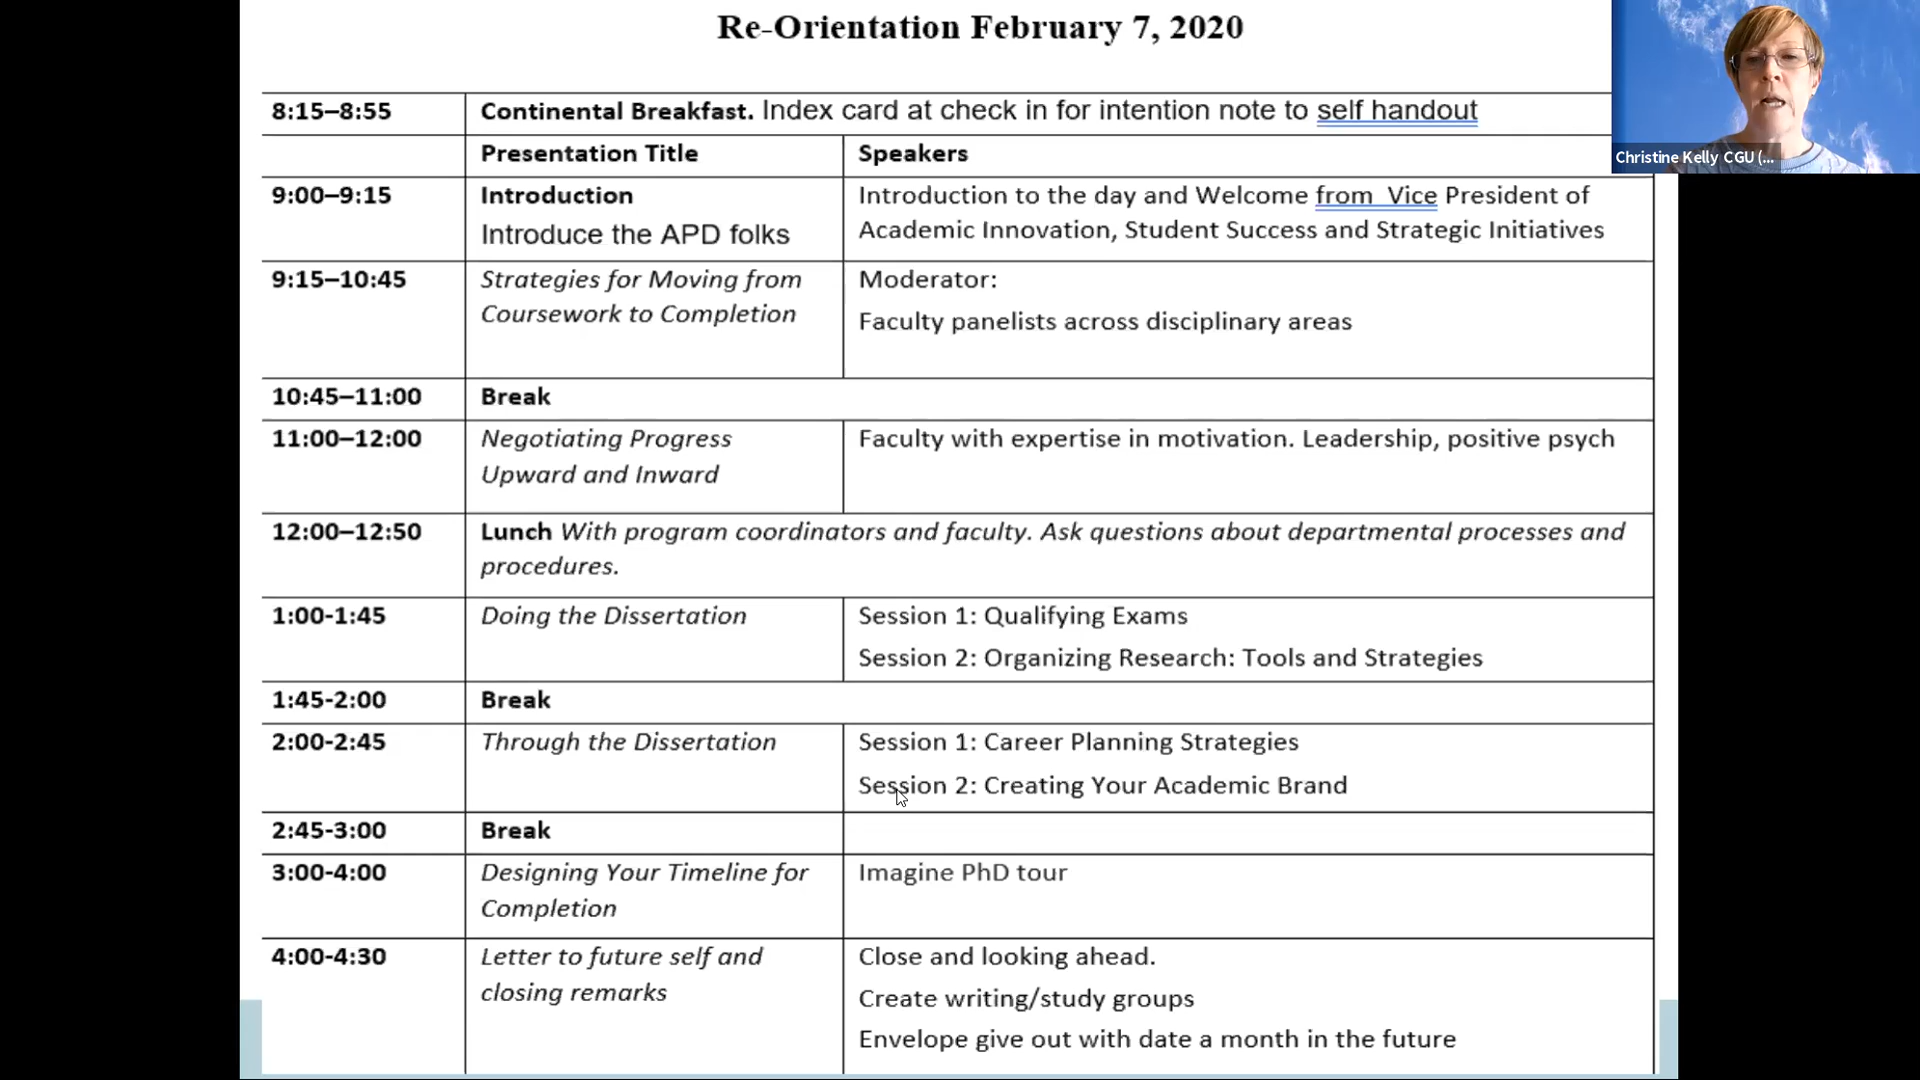 Re-Orientation February 7, 2020
8:15–8:55 Continental Breakfast. Index card at check in for intention note to self handout
Presentation Title Speakers
9:00–9:15 Introduction Introduction to the day and Welcome from  Vice President of
Introduce the APD folks Academic Innovation, Student Success and Strategic Initiatives
9:15–10:45 Strategies for Moving from Moderator:
Coursework to Completion Faculty panelists across disciplinary areas
10:45–11:00 Break
11:00–12:00 Negotiating Progress Faculty with expertise in motivation. Leadership, positive psych
Upward and Inward
12:00–12:50 Lunch With program coordinators and faculty. Ask questions about departmental processes and
procedures.
1:00-1:45 Doing the Dissertation Session 1: Qualifying Exams
Session 2: Organizing Research: Tools and Strategies
1:45-2:00 Break
2:00-2:45 Through the Dissertation Session 1: Career Planning Strategies
Session 2: Creating Your Academic Brand
2:45-3:00 Break
3:00-4:00 Designing Your Timeline for Imagine PhD tour
Completion
4:00-4:30 Letter to future self and Close and looking ahead.
closing remarks Create writing/study groups
Envelope give out with date a month in the future
Christine Kelly CGU (...